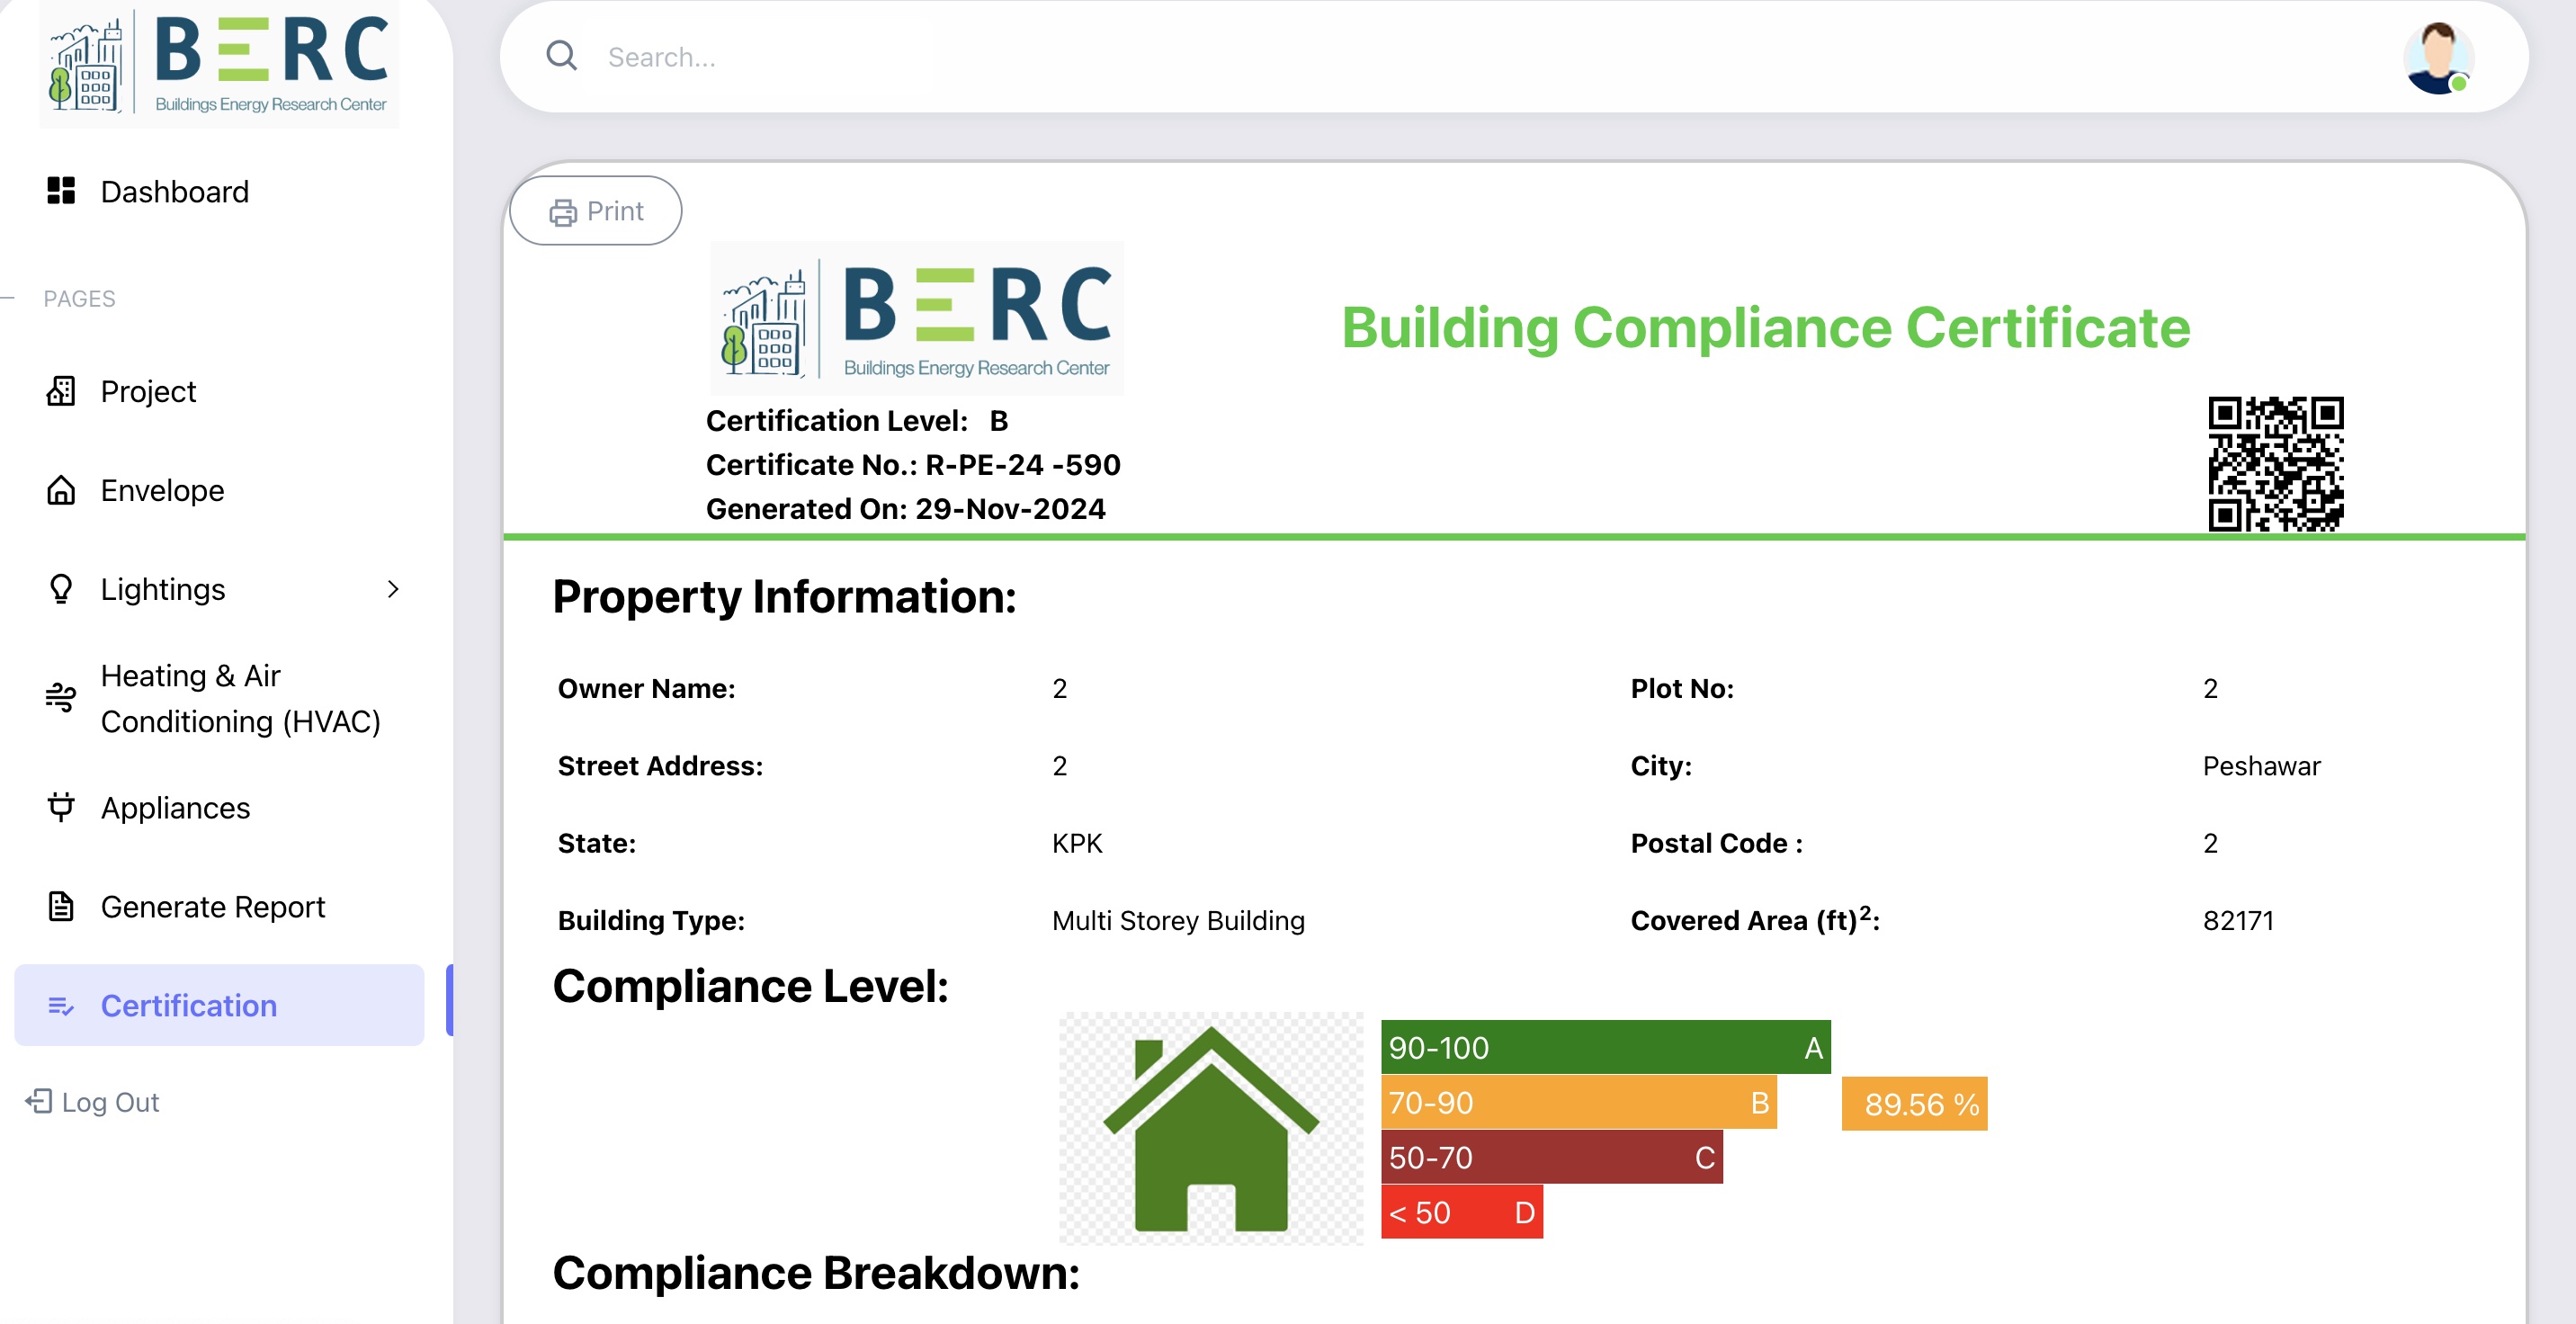 BERC
Buildings Energy Research Center
Search...
Dashboard
PAGES
Project
Envelope
Lightings
Heating & Air
Conditioning (HVAC)
Appliances
Generate Report
Certification
Log Out
Print
BERC
Buildings Energy Research Center
Building Compliance Certificate
Certification Level: B
Certificate No.: R-PE-24 -590
Generated On: 29-Nov-2024
Property Information:
Owner Name: 2 Plot No: 2
Street Address: 2 City: Peshawar
State: KPK Postal Code : 2
Building Type: Multi Storey Building Covered Area (ft)²: 82171
Compliance Level:
90-100 A
70-90 B 89.56 %
50-70 C
< 50 D
Compliance Breakdown: